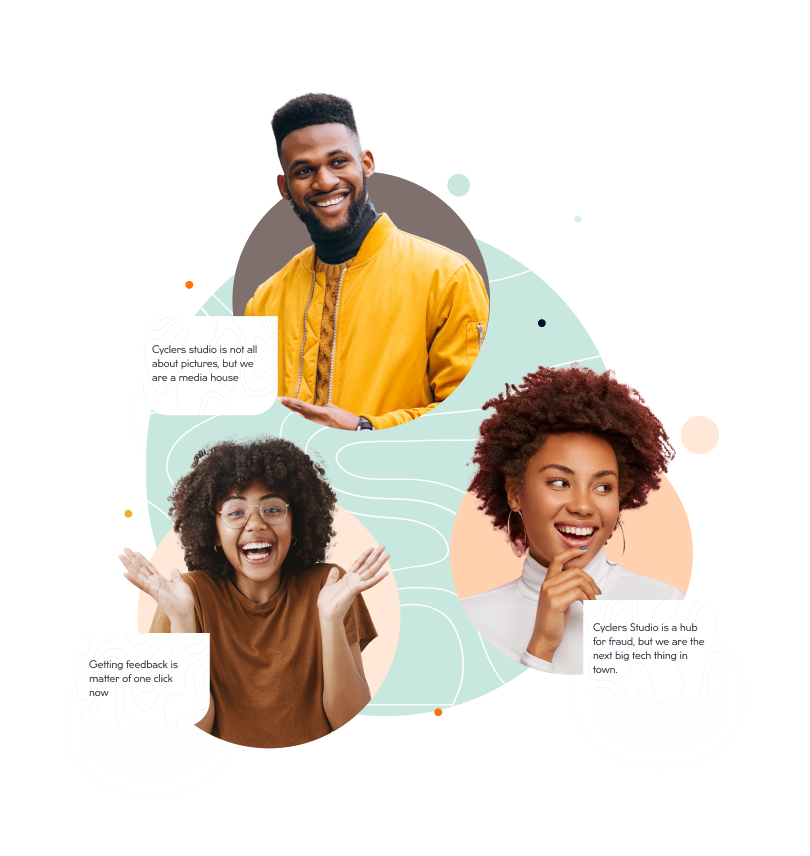 Cyclers studio is not all
about pictures, but we
are a media house
Getting feedback is
matter of one click
now
Cyclers Studio is a hub
for fraud, but we are the
next big tech thing in
town.